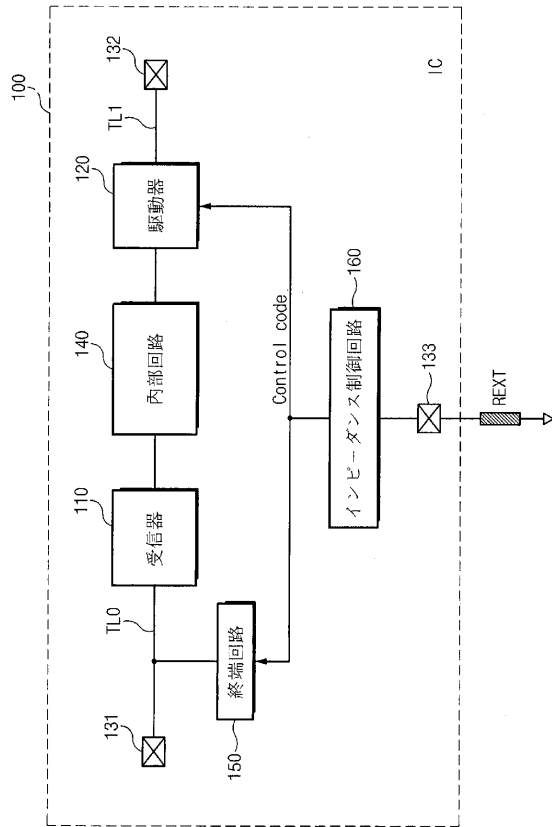 100
131
TL0
110
受信器
140
内部回路
120
駆動器
TL1
132
150
終端回路
Control code
160
インピーダンス制御回路
133
REXT
IC